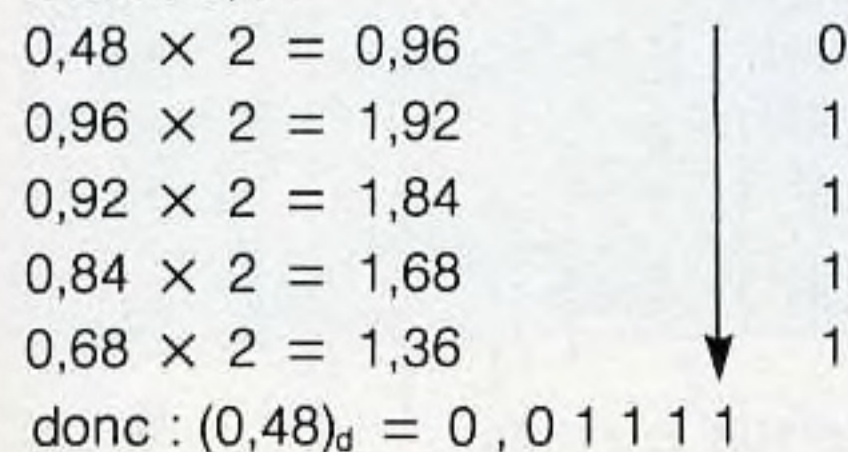 0,48 × 2 = 0,96 0
0,96 × 2 = 1,92 1
0,92 × 2 = 1,84 1
0,84 × 2 = 1,68 1
0,68 × 2 = 1,36 1
donc : (0,48)d = 0 , 0 1 1 1 1